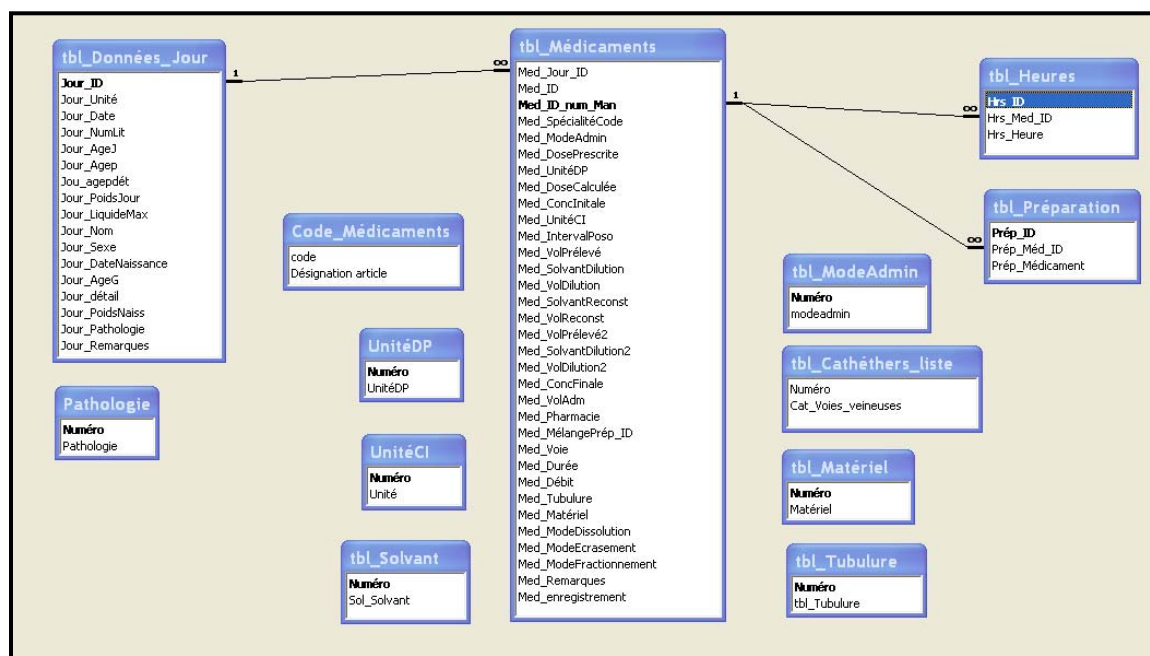 tbl_Données_Jour
Jour_ID
Jour_Unité
Jour_Date
Jour_NumLit
Jour_AgeJ
Jour_Agep
Jou_agepdét
Jour_PoidsJour
Jour_LiquideMax
Jour_Nom
Jour_Sexe
Jour_DateNaissance
Jour_AgeG
Jour_détail
Jour_PoidsNaiss
Jour_Pathologie
Jour_Remarques
1
∞
Pathologie
Numéro
Pathologie
Code_Médicaments
code
Désignation article
UnitéDP
Numéro
UnitéDP
UnitéCI
Numéro
Unité
tbl_Solvant
Numéro
Sol_Solvant
tbl_Médicaments
Med_Jour_ID
Med_ID
Med_ID_num_Man
Med_SpécialitéCode
Med_ModeAdmin
Med_DosePrescrite
Med_UnitéDP
Med_DoseCalculée
Med_ConcInitale
Med_UnitéCI
Med_IntervalPoso
Med_VolPrélevé
Med_SolvantDilution
Med_VolDilution
Med_SolvantReconst
Med_VolReconst
Med_VolPrélevé2
Med_SolvantDilution2
Med_VolDilution2
Med_ConcFinale
Med_VolAdm
Med_Pharmacie
Med_MélangePrép_ID
Med_Voie
Med_Durée
Med_Débit
Med_Tubulure
Med_Matériel
Med_ModeDissolution
Med_ModeEcrasement
Med_ModeFractionnement
Med_Remarques
Med_enregistrement
1
∞
∞
tbl_Heures
Hrs_ID
Hrs_Med_ID
Hrs_Heure
tbl_Préparation
Prép_ID
Prép_Méd_ID
Prép_Médicament
tbl_ModeAdmin
Numéro
modeadmin
tbl_Cathéthers_liste
Numéro
Cat_Voies_veineuses
tbl_Matériel
Numéro
Matériel
tbl_Tubulure
Numéro
tbl_Tubulure